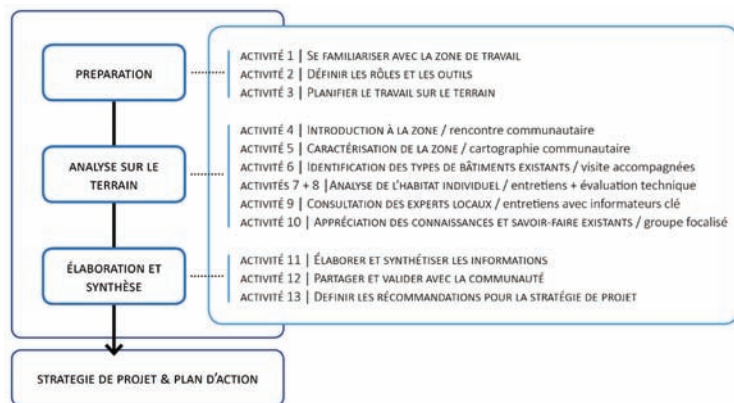 PREPARATION
ACTIVITÉ 1 | SE FAMILIARISER AVEC LA ZONE DE TRAVAIL
ACTIVITÉ 2 | DÉFINIR LES RÔLES ET LES OUTILS
ACTIVITÉ 3 | PLANIFIER LE TRAVAIL SUR LE TERRAIN
ANALYSE SUR LE
TERRAIN
ACTIVITÉ 4 | INTRODUCTION À LA ZONE / rencontre communautaire
ACTIVITÉ 5 | CARACTÉRISATION DE LA ZONE / cartographie communautaire
ACTIVITÉ 6 | IDENTIFICATION DES TYPES DE BÂTIMENTS EXISTANTS / visite accompagnées
ACTIVITÉS 7 + 8 | ANALYSE DE L'HABITAT INDIVIDUEL / entretiens + évaluation technique
ACTIVITÉ 9 | CONSULTATION DES EXPERTS LOCAUX / entretiens avec informateurs clé
ACTIVITÉ 10 | APPRÉCIATION DES CONNAISSANCES ET SAVOIR-FAIRE EXISTANTS / groupe focalisé
ÉLABORATION ET
SYNTHÈSE
ACTIVITÉ 11 | ÉLABORER ET SYNTHÉTISER LES INFORMATIONS
ACTIVITÉ 12 | PARTAGER ET VALIDER AVEC LA COMMUNAUTÉ
ACTIVITÉ 13 | DEFINIR LES RÉCOMMANDATIONS POUR LA STRATÉGIE DE PROJET
STRATEGIE DE PROJET & PLAN D'ACTION